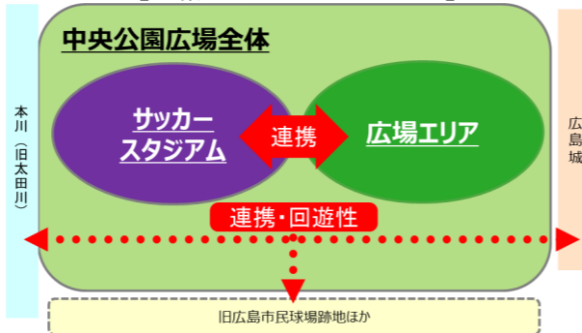 中央公園広場全体
サッカー
スタジアム
連携
広場エリア
連携・回遊性
本川（旧太田川）
広島城
旧広島市民球場跡地ほか